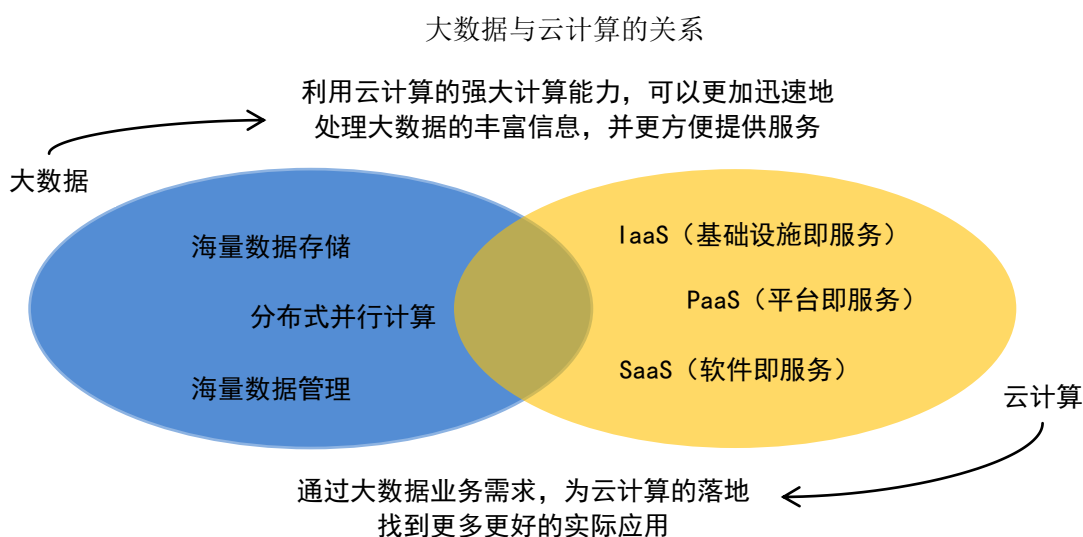 大数据与云计算的关系
利用云计算的强大计算能力，可以更加迅速地
处理大数据的丰富信息，并更方便提供服务
大数据
海量数据存储
分布式并行计算
海量数据管理
IaaS（基础设施即服务）
PaaS（平台即服务）
SaaS（软件即服务）
云计算
通过大数据业务需求，为云计算的落地
找到更多更好的实际应用